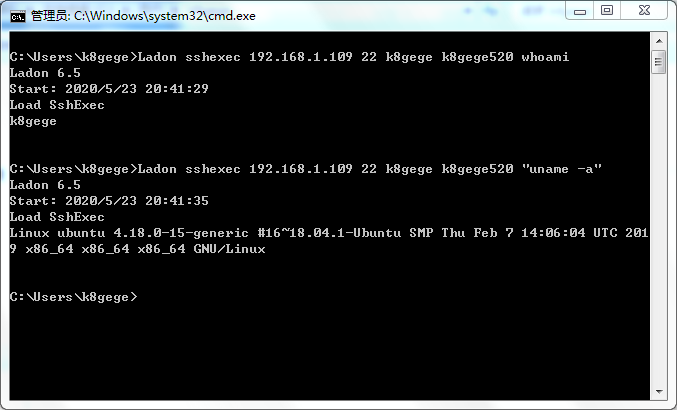 管理员: C:\Windows\system32\cmd.exe
C:\Users\k8gege>Ladon sshexec 192.168.1.109 22 k8gege k8gege520 whoami
Ladon 6.5
Start: 2020/5/23 20:41:29
Load SshExec
k8gege
C:\Users\k8gege>Ladon sshexec 192.168.1.109 22 k8gege k8gege520 "uname -a"
Ladon 6.5
Start: 2020/5/23 20:41:35
Load SshExec
Linux ubuntu 4.18.0-15-generic #16~18.04.1-Ubuntu SMP Thu Feb 7 14:06:04 UTC 201
9 x86_64 x86_64 x86_64 GNU/Linux
C:\Users\k8gege>